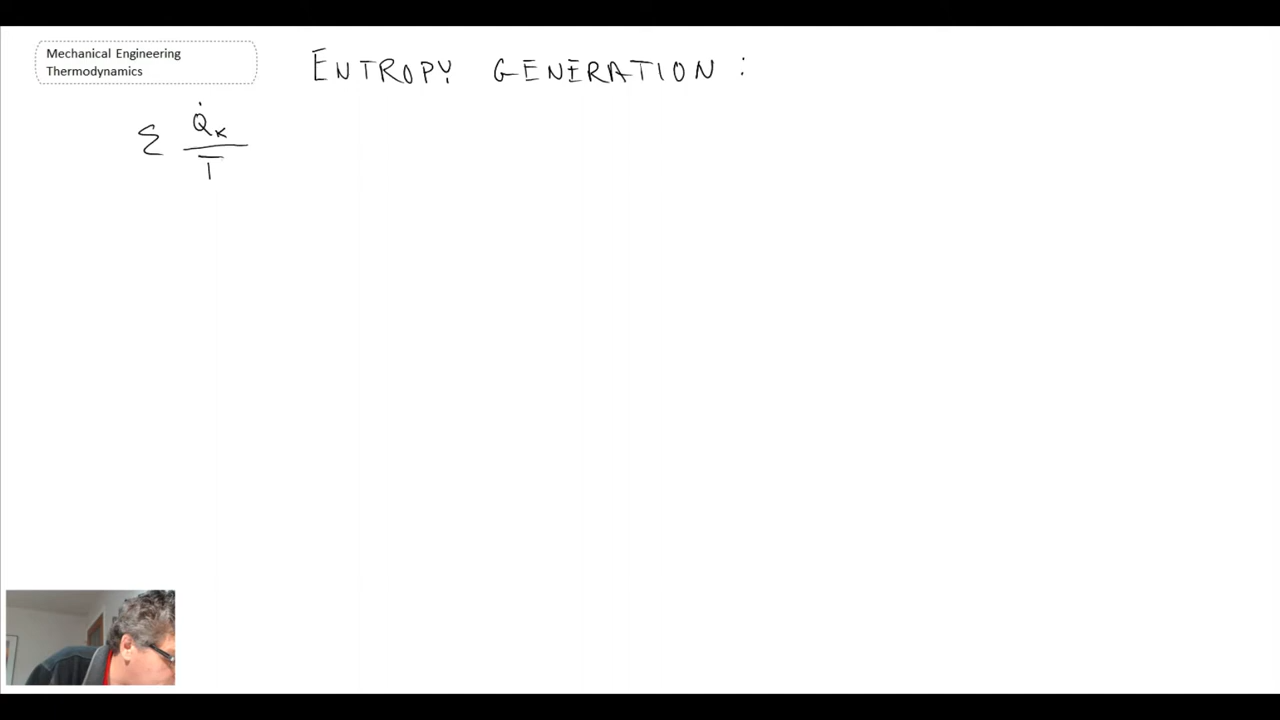 Mechanical Engineering
Thermodynamics
ENTROPY GENERATION :
Σ Q̇ₖ
T